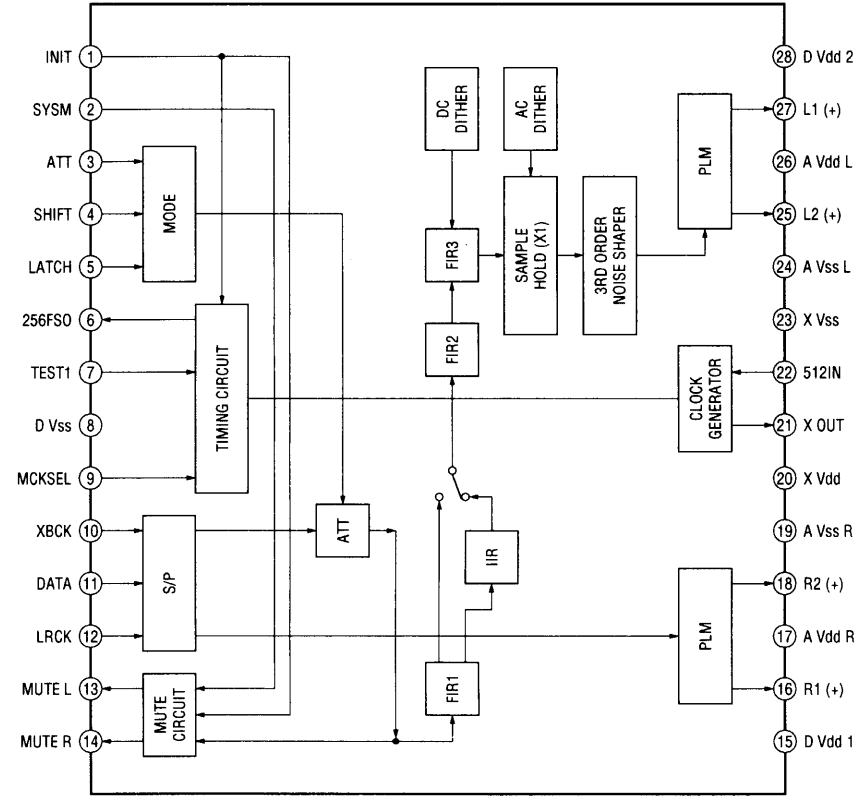 INIT 1
SYSM 2
ATT 3
SHIFT 4
LATCH 5
256FSO 6
TEST1 7
D Vss 8
MCKSEL 9
XBCK 10
DATA 11
LRCK 12
MUTE L 13
MUTE R 14
MODE
TIMING CIRCUIT
S/P
MUTE
CIRCUIT
ATT
DC
DITHER
AC
DITHER
FIR3
SAMPLE
HOLD (X1)
3RD ORDER
NOISE SHAPER
FIR2
IIR
FIR1
PLM
CLOCK
GENERATOR
PLM
28 D Vdd 2
27 L1 (+)
26 A Vdd L
25 L2 (+)
24 A Vss L
23 X Vss
22 512IN
21 X OUT
20 X Vdd
19 A Vss R
18 R2 (+)
17 A Vdd R
16 R1 (+)
15 D Vdd 1